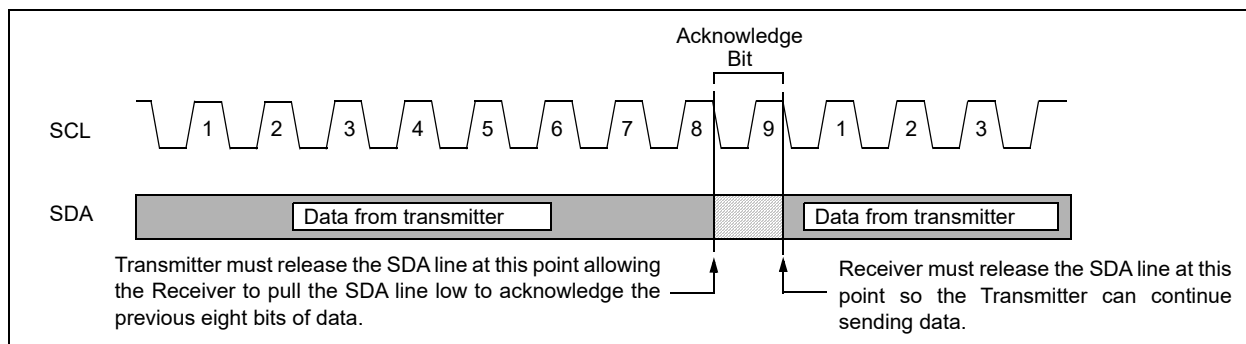 Acknowledge
Bit
SCL 1 2 3 4 5 6 7 8 9 1 2 3
SDA Data from transmitter Data from transmitter
Transmitter must release the SDA line at this point allowing
the Receiver to pull the SDA line low to acknowledge the
previous eight bits of data.
Receiver must release the SDA line at this
point so the Transmitter can continue
sending data.